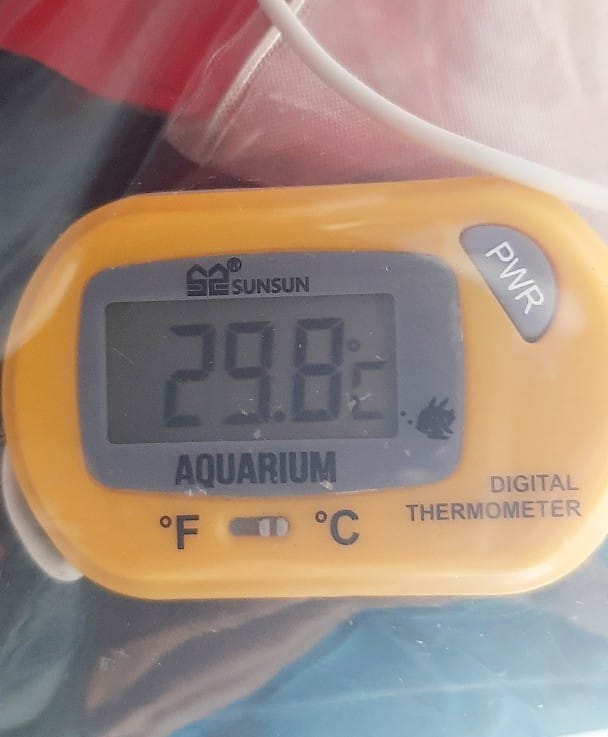 SUNSUN®
PWR
29.8°C
AQUARIUM
°F °C
DIGITAL
THERMOMETER